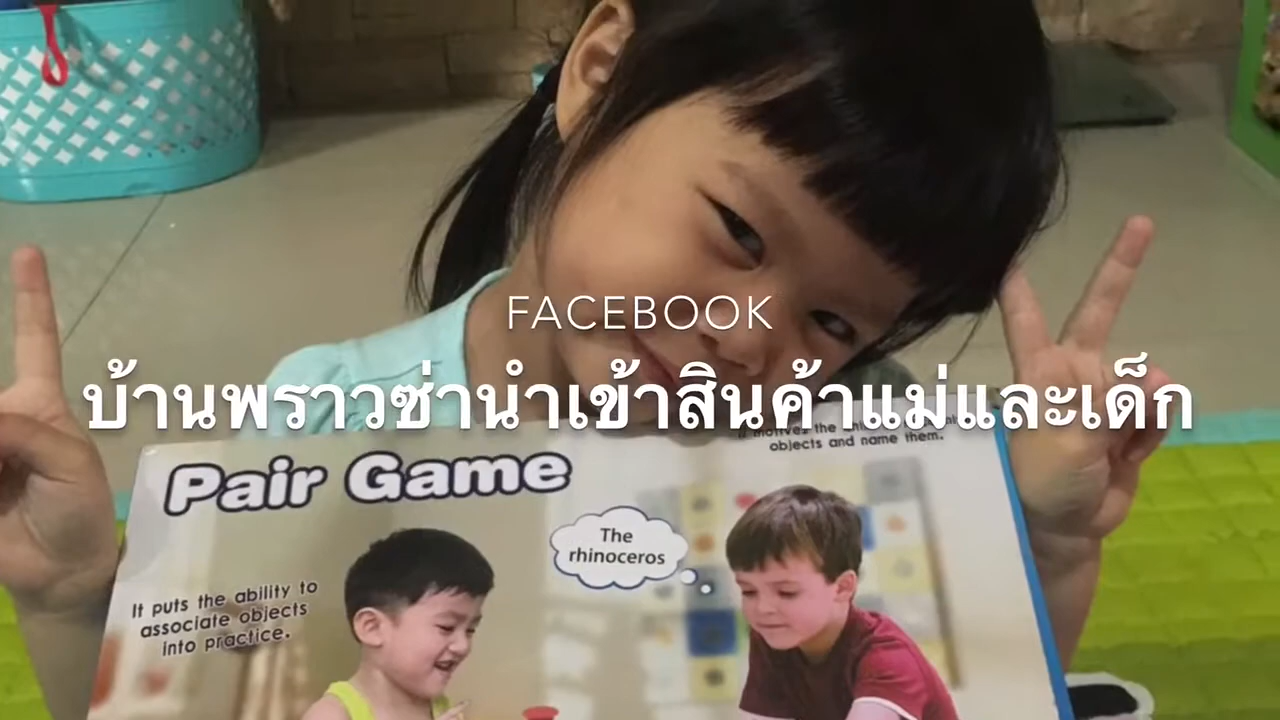 FACEBOOK
บ้านพราวซ่านำเข้าสินค้าแม่และเด็ก
objects and name them.
Pair Game
The
rhinoceros
It puts the ability to
associate objects
into practice.